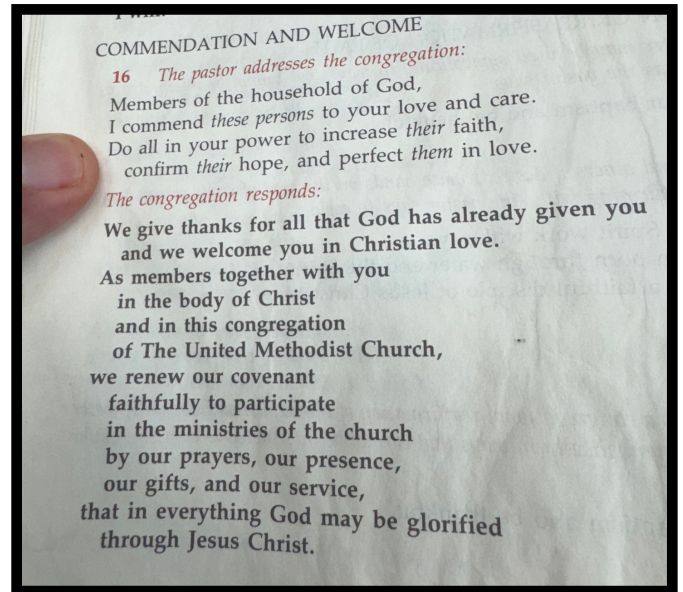 COMMENDATION AND WELCOME
16 The pastor addresses the congregation:
Members of the household of God,
I commend these persons to your love and care.
Do all in your power to increase their faith,
confirm their hope, and perfect them in love.
The congregation responds:
We give thanks for all that God has already given you
and we welcome you in Christian love.
As members together with you
in the body of Christ
and in this congregation
of The United Methodist Church,
we renew our covenant
faithfully to participate
in the ministries of the church
by our prayers, our presence,
our gifts, and our service,
that in everything God may be glorified
through Jesus Christ.